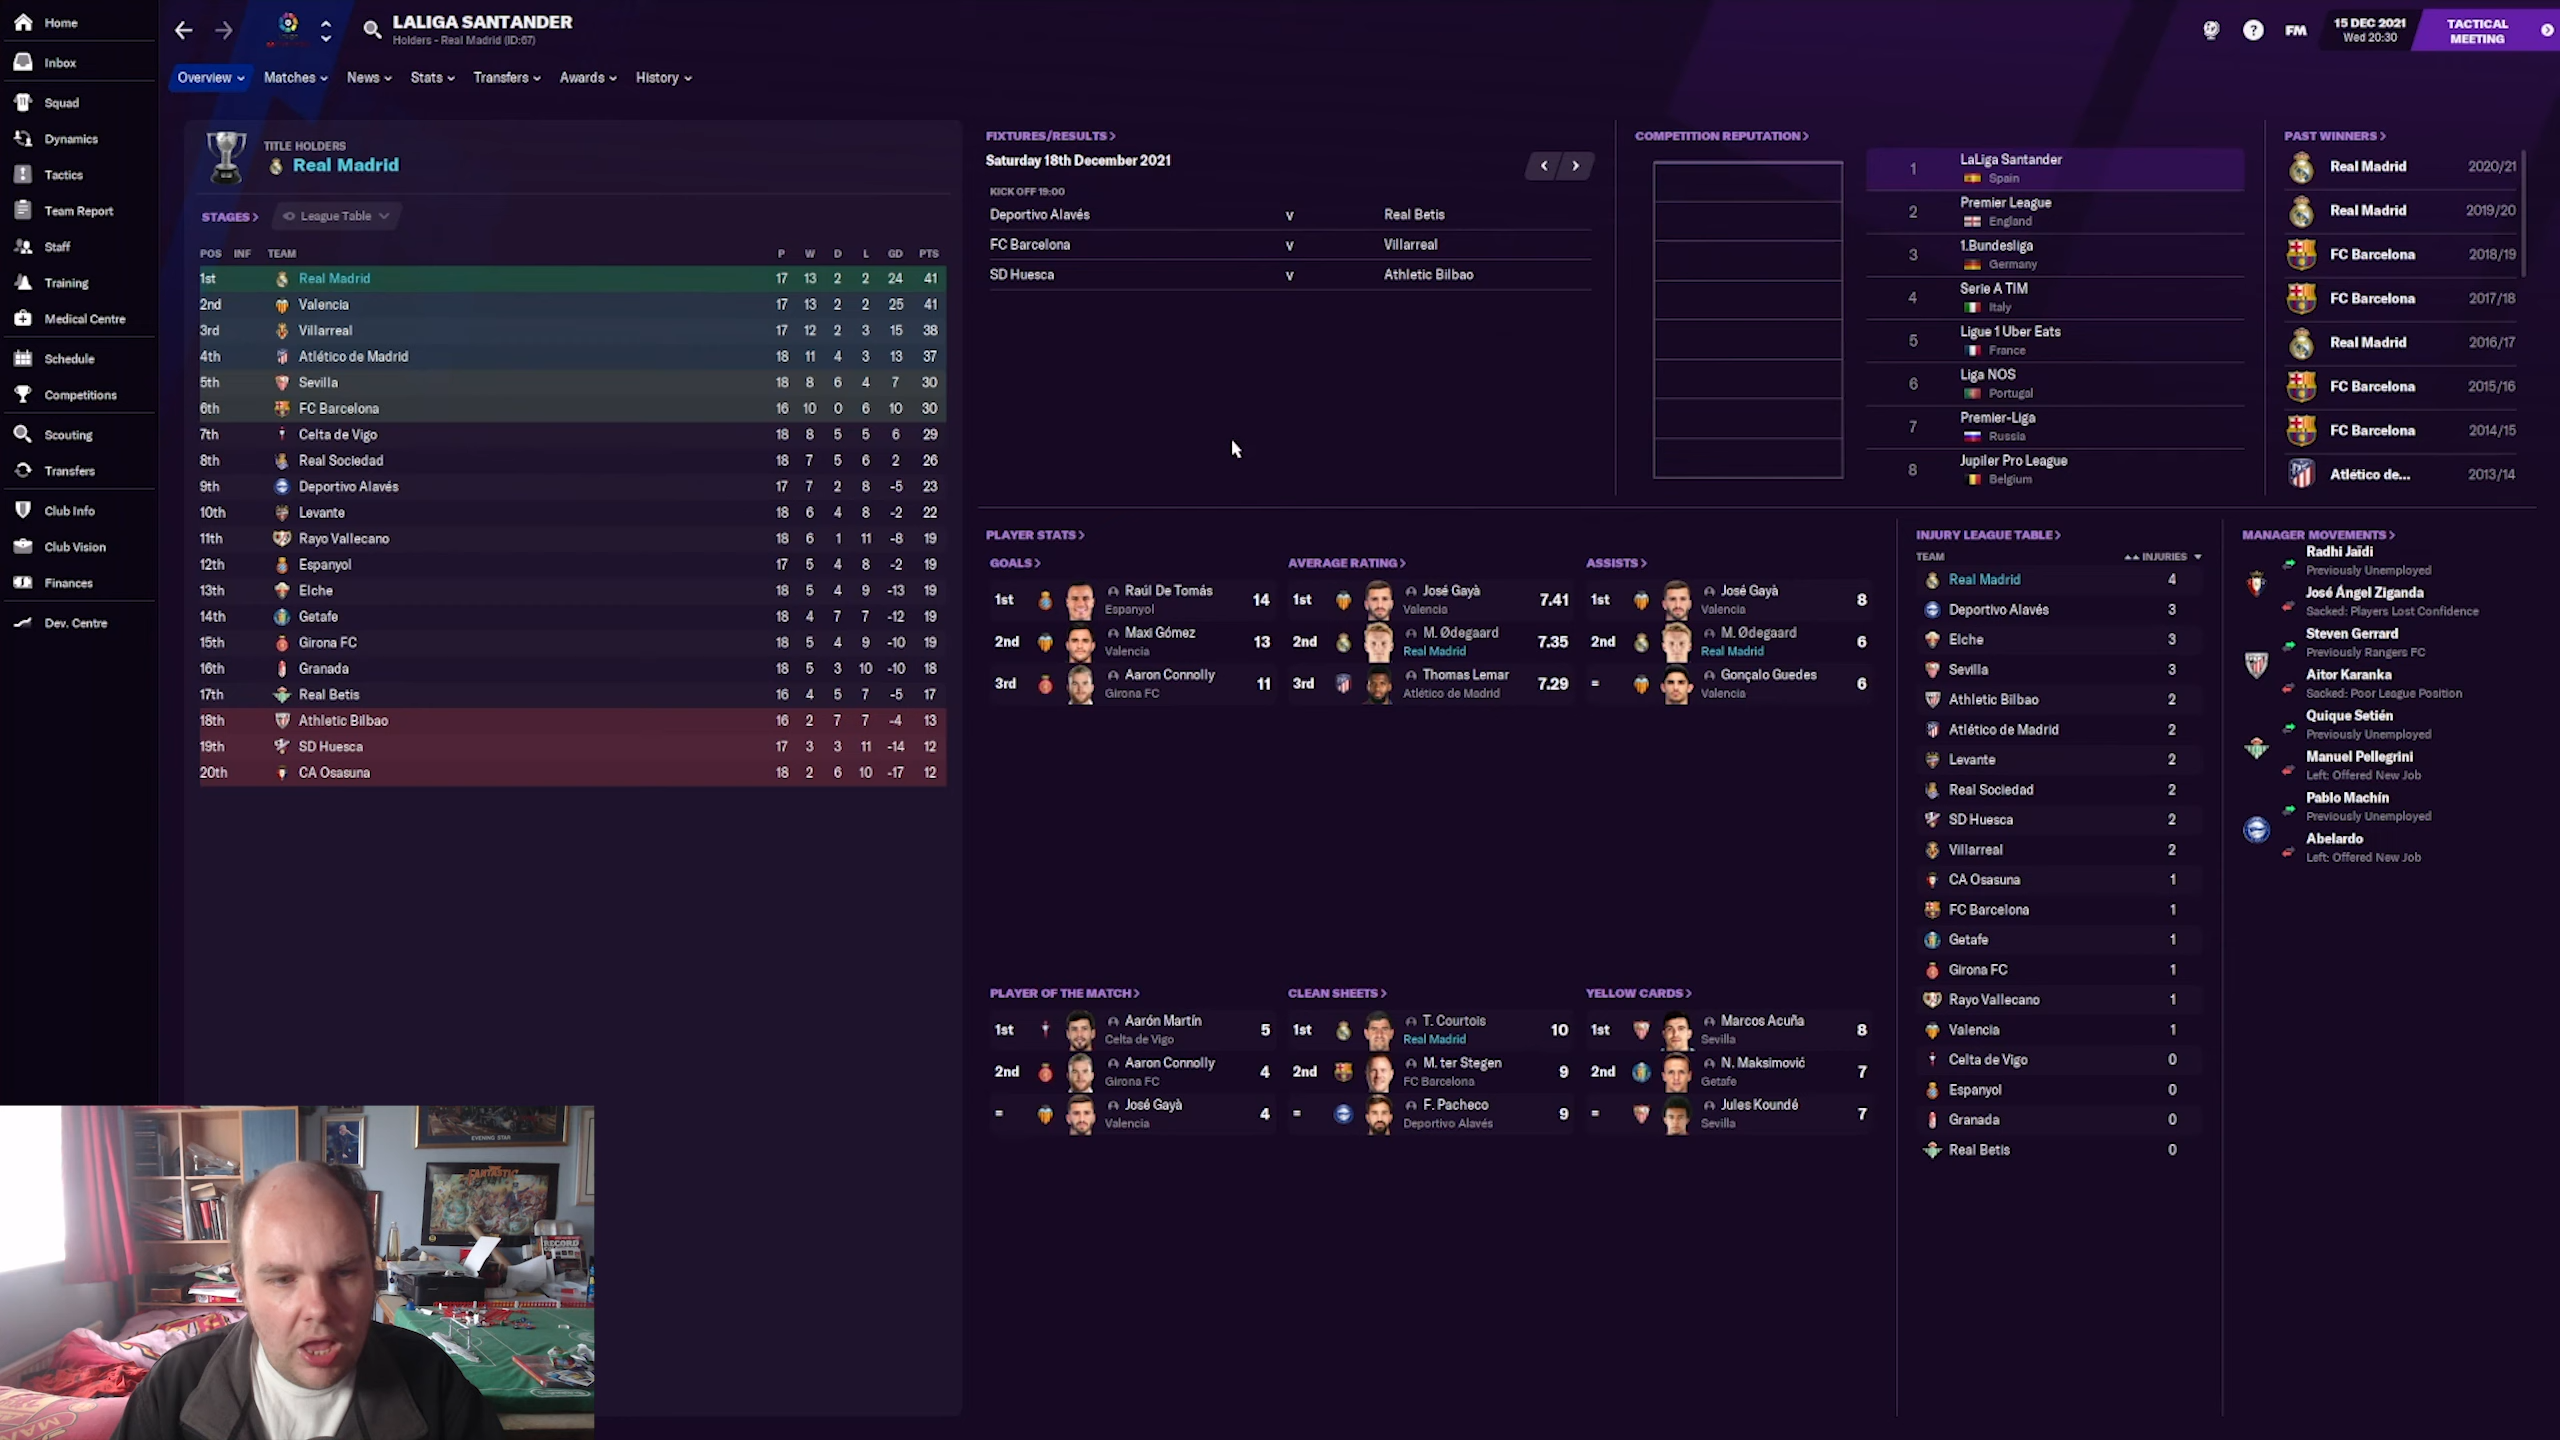 Home
Inbox
Squad
Dynamics
Tactics
Team Report
Staff
Training
Medical Centre
Schedule
Competitions
Scouting
Transfers
Club Info
Club Vision
Finances
Dev. Centre
LALIGA SANTANDER
Holders - Real Madrid (ID:67)
FM
15 DEC 2021
Wed 20:30
TACTICAL MEETING
Overview Matches News Stats Transfers Awards History
TITLE HOLDERS
Real Madrid
STAGES> League Table
POS INF TEAM P W D L GD PTS
1st Real Madrid 17 13 2 2 24 41
2nd Valencia 17 13 2 2 25 41
3rd Villarreal 17 12 2 3 15 38
4th Atlético de Madrid 18 11 4 3 13 37
5th Sevilla 18 8 6 4 7 30
6th FC Barcelona 16 10 0 6 10 30
7th Celta de Vigo 18 8 5 5 6 29
8th Real Sociedad 18 7 5 6 2 26
9th Deportivo Alavés 17 7 2 8 -5 23
10th Levante 18 6 4 8 -2 22
11th Rayo Vallecano 18 6 1 11 -8 19
12th Espanyol 17 5 4 8 -2 19
13th Elche 18 5 4 9 -13 19
14th Getafe 18 4 7 7 -12 19
15th Girona FC 18 5 4 9 -10 19
16th Granada 18 5 3 10 -10 18
17th Real Betis 16 4 5 7 -5 17
18th Athletic Bilbao 16 2 7 7 -4 13
19th SD Huesca 17 3 3 11 -14 12
20th CA Osasuna 18 2 6 10 -17 12
FIXTURES/RESULTS>
Saturday 18th December 2021
KICK OFF 19:00
Deportivo Alavés v Real Betis
FC Barcelona v Villarreal
SD Huesca v Athletic Bilbao
COMPETITION REPUTATION>
1 LaLiga Santander
Spain
2 Premier League
England
3 1.Bundesliga
Germany
4 Serie A TIM
Italy
5 Ligue 1 Uber Eats
France
6 Liga NOS
Portugal
7 Premier-Liga
Russia
8 Jupiler Pro League
Belgium
PAST WINNERS>
Real Madrid 2020/21
Real Madrid 2019/20
FC Barcelona 2018/19
FC Barcelona 2017/18
Real Madrid 2016/17
FC Barcelona 2015/16
FC Barcelona 2014/15
Atlético de... 2013/14
PLAYER STATS>
GOALS>
1st Raúl De Tomás 14
Espanyol
2nd Maxi Gómez 13
Valencia
3rd Aaron Connolly 11
Girona FC
AVERAGE RATING>
1st José Gayà 7.41
Valencia
2nd M. Ødegaard 7.35
Real Madrid
3rd Thomas Lemar 7.29
Atlético de Madrid
ASSISTS>
1st José Gayà 8
Valencia
2nd M. Ødegaard 6
Real Madrid
= Gonçalo Guedes 6
Valencia
PLAYER OF THE MATCH>
1st Aarón Martín 5
Celta de Vigo
2nd Aaron Connolly 4
Girona FC
= José Gayà 4
Valencia
CLEAN SHEETS>
1st T. Courtois 10
Real Madrid
2nd M. ter Stegen 9
FC Barcelona
= F. Pacheco 9
Deportivo Alavés
YELLOW CARDS>
1st Marcos Acuña 8
Sevilla
2nd N. Maksimović 7
Getafe
= Jules Koundé 7
Sevilla
INJURY LEAGUE TABLE>
TEAM INJURIES
Real Madrid 4
Deportivo Alavés 3
Elche 3
Sevilla 3
Athletic Bilbao 2
Atlético de Madrid 2
Levante 2
Real Sociedad 2
SD Huesca 2
Villarreal 2
CA Osasuna 1
FC Barcelona 1
Getafe 1
Girona FC 1
Rayo Vallecano 1
Valencia 1
Celta de Vigo 0
Espanyol 0
Granada 0
Real Betis 0
MANAGER MOVEMENTS>
Radhi Jaïdi
Previously Unemployed
José Ángel Ziganda
Sacked: Players Lost Confidence
Steven Gerrard
Previously Rangers FC
Aitor Karanka
Sacked: Poor League Position
Quique Setién
Previously Unemployed
Manuel Pellegrini
Left: Offered New Job
Pablo Machín
Previously Unemployed
Abelardo
Left: Offered New Job
EVENING STAR
FANTASTIC
RECORD